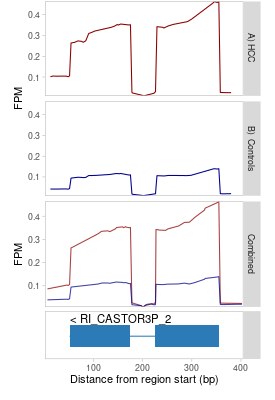 0.4
0.3
0.2
0.1
A) HCC
FPM
0.4
0.3
0.2
0.1
B) Controls
0.4
0.3
0.2
0.1
Combined
FPM
< RI_CASTOR3P_2
100 200 300 400
Distance from region start (bp)